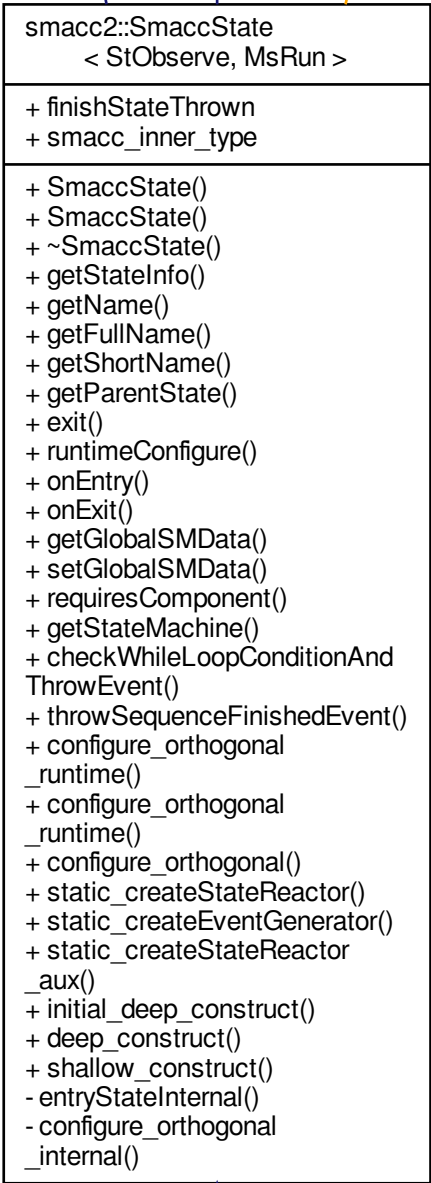 smacc2::SmaccState
< StObserve, MsRun >
+ finishStateThrown
+ smacc_inner_type
+ SmaccState()
+ SmaccState()
+ ~SmaccState()
+ getStateInfo()
+ getName()
+ getFullName()
+ getShortName()
+ getParentState()
+ exit()
+ runtimeConfigure()
+ onEntry()
+ onExit()
+ getGlobalSMData()
+ setGlobalSMData()
+ requiresComponent()
+ getStateMachine()
+ checkWhileLoopConditionAnd
ThrowEvent()
+ throwSequenceFinishedEvent()
+ configure_orthogonal
_runtime()
+ configure_orthogonal
_runtime()
+ configure_orthogonal()
+ static_createStateReactor()
+ static_createEventGenerator()
+ static_createStateReactor
_aux()
+ initial_deep_construct()
+ deep_construct()
+ shallow_construct()
- entryStateInternal()
- configure_orthogonal
_internal()